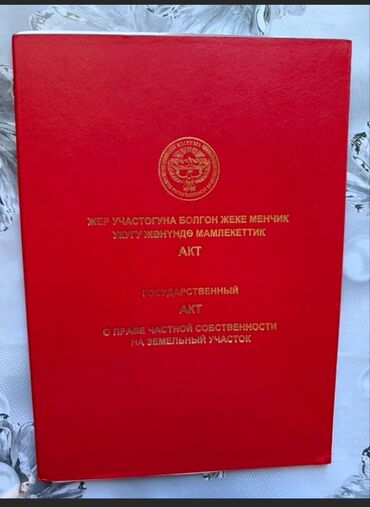 ЖЕР УЧАСТОГУНА БОЛГОН ЖЕКЕ МЕНЧИК
УКУГУ ЖӨНҮНДӨ МАМЛЕКЕТТИК
АКТ
ГОСУДАРСТВЕННЫЙ
АКТ
О ПРАВЕ ЧАСТНОЙ СОБСТВЕННОСТИ
НА ЗЕМЕЛЬНЫЙ УЧАСТОК